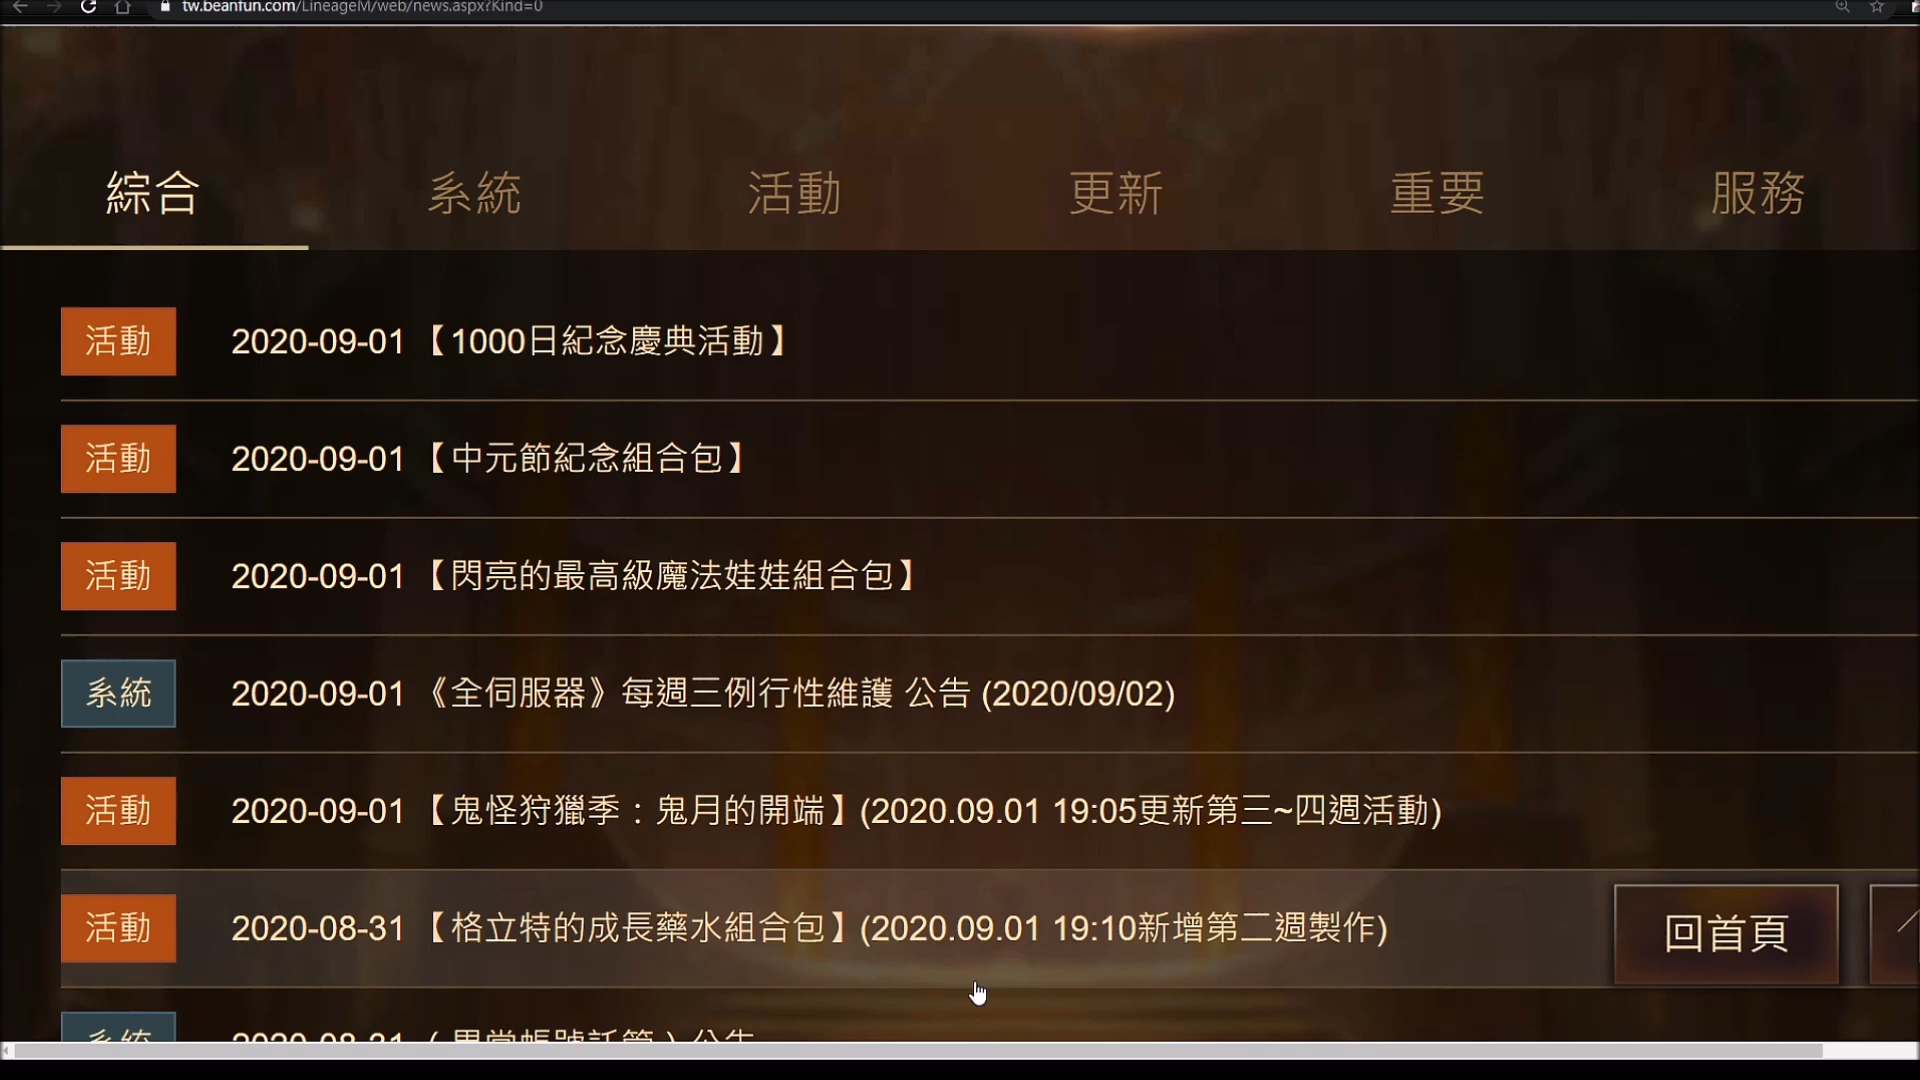 tw.beanfun.com/LineageM/web/news.aspx?Kind=0
綜合 系統 活動 更新 重要 服務
活動 2020-09-01 【1000日紀念慶典活動】
活動 2020-09-01 【中元節紀念組合包】
活動 2020-09-01 【閃亮的最高級魔法娃娃組合包】
系統 2020-09-01 《全伺服器》每週三例行性維護 公告 (2020/09/02)
活動 2020-09-01 【鬼怪狩獵季：鬼月的開端】(2020.09.01 19:05更新第三~四週活動)
活動 2020-08-31 【格立特的成長藥水組合包】(2020.09.01 19:10新增第二週製作)
回首頁
系統 2020-08-31 公告